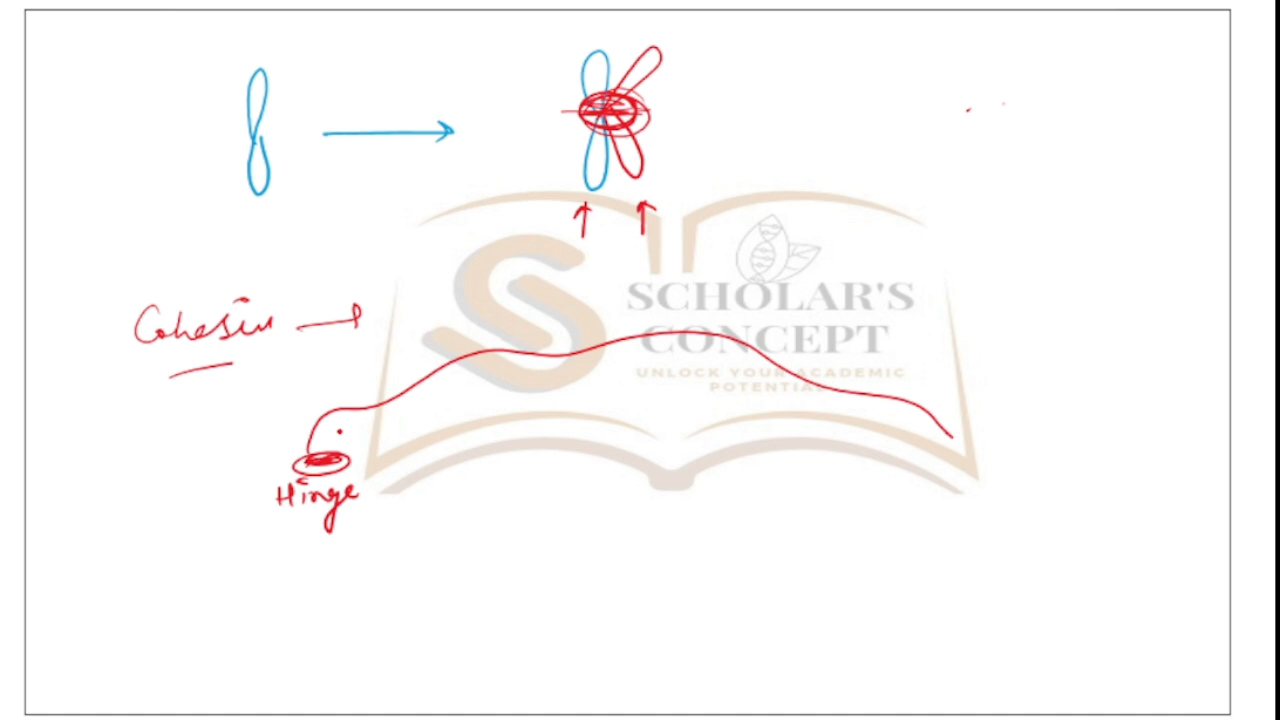 SCHOLAR'S
CONCEPT
UNLOCK YOUR ACADEMIC
POTENTIAL
Cohesin
Hinge